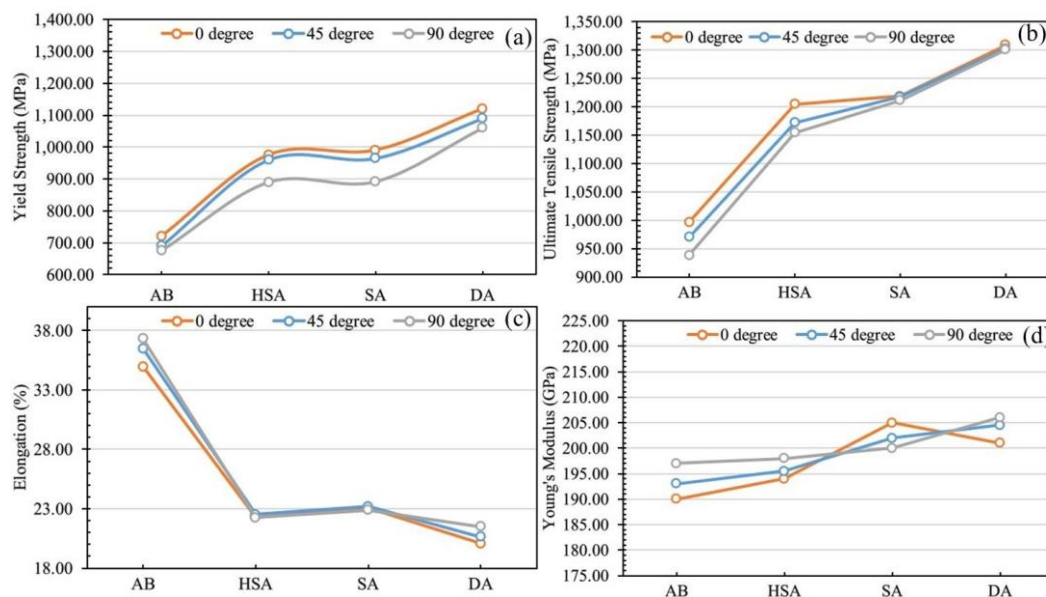 1,400.00
0 degree 45 degree 90 degree (a)
1,300.00
1,200.00
1,100.00
1,000.00
900.00
800.00
700.00
600.00
Yield Strength (MPa)
AB HSA SA DA
1,350.00
0 degree 45 degree 90 degree (b)
1,300.00
1,250.00
1,200.00
1,150.00
1,100.00
1,050.00
1,000.00
950.00
900.00
Ultimate Tensile Strength (MPa)
AB HSA SA DA
0 degree 45 degree 90 degree (c)
38.00
33.00
28.00
23.00
18.00
Elongation (%)
AB HSA SA DA
225.00
0 degree 45 degree 90 degree (d)
220.00
215.00
210.00
205.00
200.00
195.00
190.00
185.00
180.00
175.00
Young's Modulus (GPa)
AB HSA SA DA